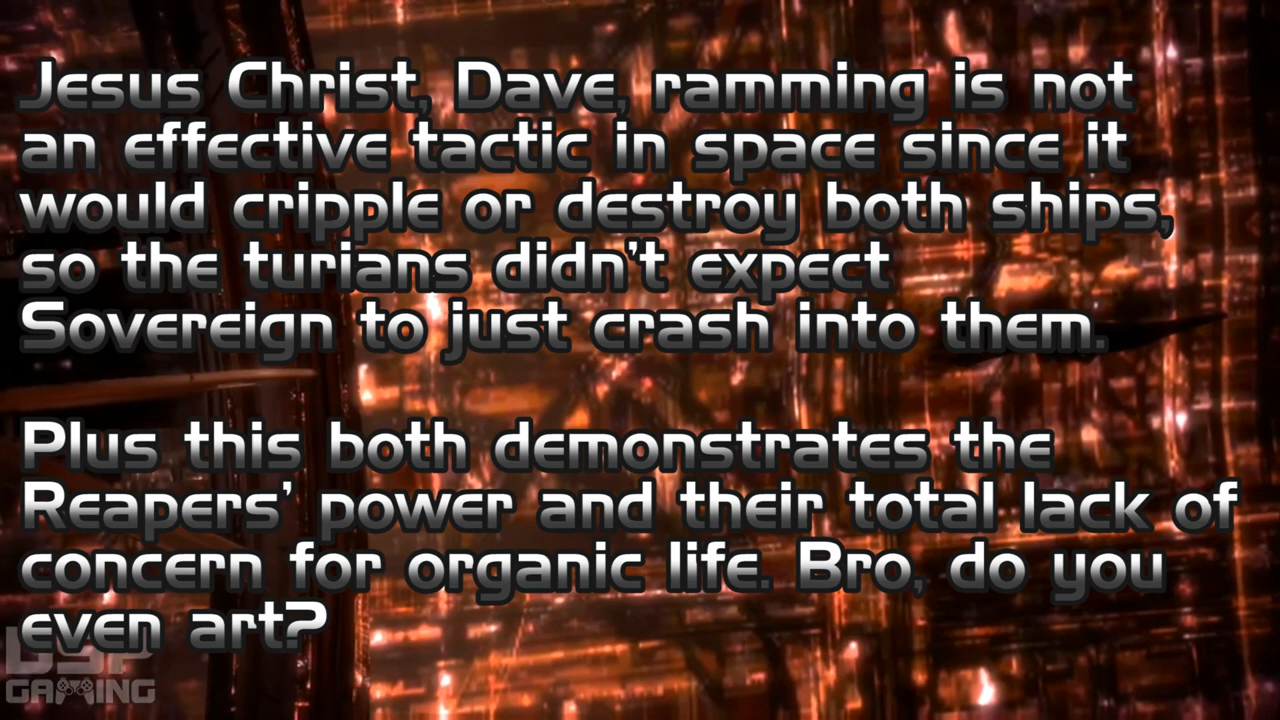 Jesus Christ, Dave, ramming is not
an effective tactic in space since it
would cripple or destroy both ships,
so the turians didn't expect
Sovereign to just crash into them.
Plus this both demonstrates the
Reapers' power and their total lack of
concern for organic life. Bro, do you
even art?
DSP
GAMING